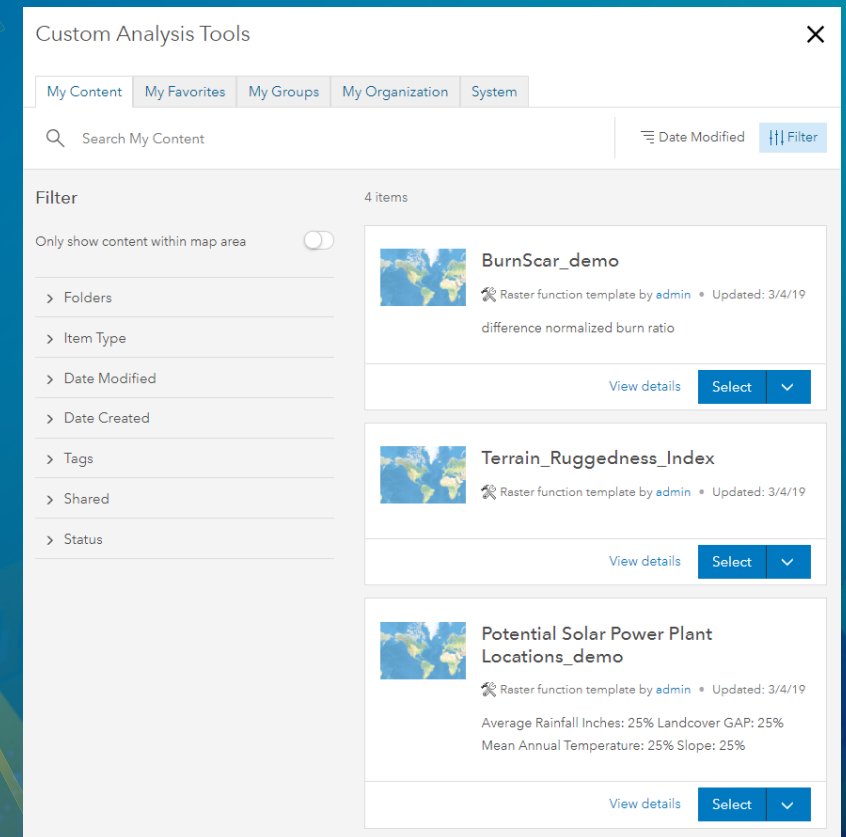 Custom Analysis Tools
My Content
My Favorites
My Groups
My Organization
System
Search My Content
Date Modified
Filter
Filter
4 items
Only show content within map area
Folders
Item Type
Date Modified
Date Created
Tags
Shared
Status
BurnScar_demo
Raster function template by admin • Updated: 3/4/19
difference normalized burn ratio
View details
Select
Terrain_Ruggedness_Index
Raster function template by admin • Updated: 3/4/19
View details
Select
Potential Solar Power Plant
Locations_demo
Raster function template by admin • Updated: 3/4/19
Average Rainfall Inches: 25% Landcover GAP: 25%
Mean Annual Temperature: 25% Slope: 25%
View details
Select